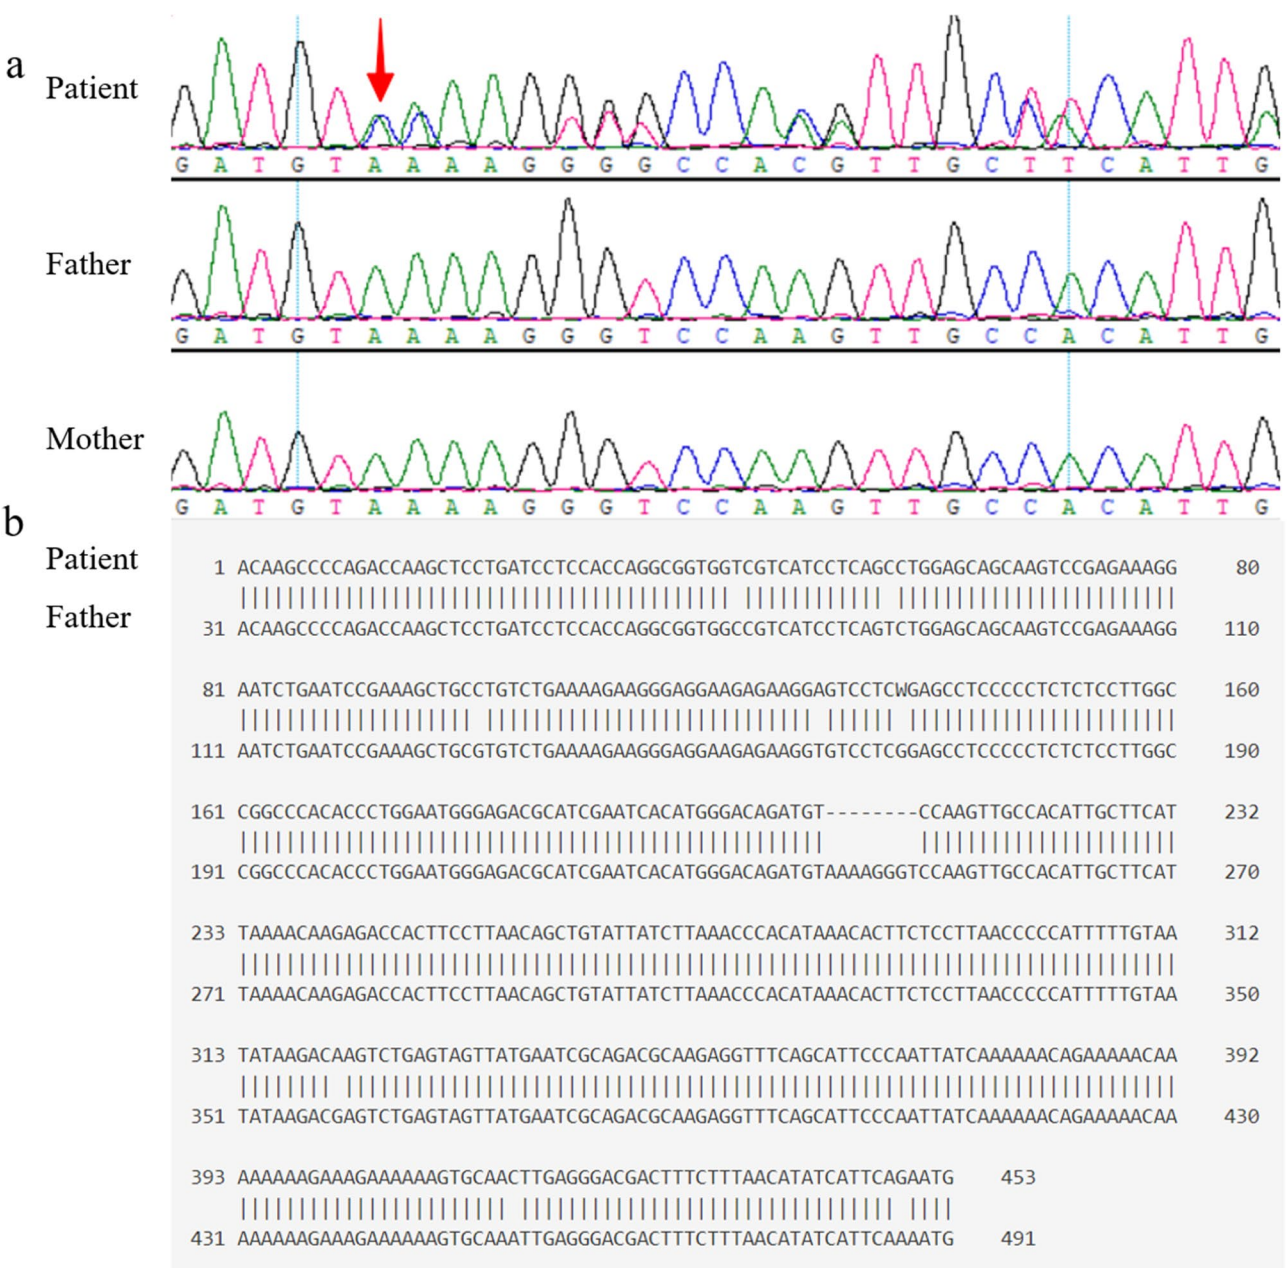 a
Patient
G A T G T A A A A G G G G C C A C G T T G C T T C A T T G
Father
G A T G T A A A A G G G T C C A A G T T G C C A C A T T G
Mother
G A T G T A A A A G G G T C C A A G T T G C C A C A T T G
b
Patient
Father
1 ACAAGCCCCAGACCAAGCTCCTGATCCTCCACCAGGCGGTGGTCGTCATCCTCAGCCTGGAGCAGCAAGTCCGAGAAAGG 80
31 ACAAGCCCCAGACCAAGCTCCTGATCCTCCACCAGGCGGTGGCCGTCATCCTCAGTCTGGAGCAGCAAGTCCGAGAAAGG 110
81 AATCTGAATCCGAAAGCTGCCTGTCTGAAAAGAAGGGAGGAAGAGAAGGAGTCCTCWGAGCCTCCCCCTCTCTCCTTGGC 160
111 AATCTGAATCCGAAAGCTGCGTGTCTGAAAAGAAGGGAGGAAGAGAAGGTGTCCTCGGAGCCTCCCCCTCTCTCCTTGGC 190
161 CGGCCCACACCCTGGAATGGGAGACGCATCGAATCACATGGGACAGATGT--------CCAAGTTGCCACATTGCTTCAT 232
191 CGGCCCACACCCTGGAATGGGAGACGCATCGAATCACATGGGACAGATGTAAAAGGGTCCAAGTTGCCACATTGCTTCAT 270
233 TAAAACAAGAGACCACTTCCTTAACAGCTGTATTATCTTAAACCCACATAAACACTTCTCCTTAACCCCCATTTTTGTAA 312
271 TAAAACAAGAGACCACTTCCTTAACAGCTGTATTATCTTAAACCCACATAAACACTTCTCCTTAACCCCCATTTTTGTAA 350
313 TATAAGACAAGTCTGAGTAGTTATGAATCGCAGACGCAAGAGGTTTCAGCATTCCCAATTATCAAAAAACAGAAAAACAA 392
351 TATAAGACGAGTCTGAGTAGTTATGAATCGCAGACGCAAGAGGTTTCAGCATTCCCAATTATCAAAAAACAGAAAAACAA 430
393 AAAAAAGAAAGAAAAAAGTGCAACTTGAGGGACGACTTTCTTTAACATATCATTCAGAATG 453
431 AAAAAAGAAAGAAAAAAGTGCAAATTGAGGGACGACTTTCTTTAACATATCATTCAAAATG 491